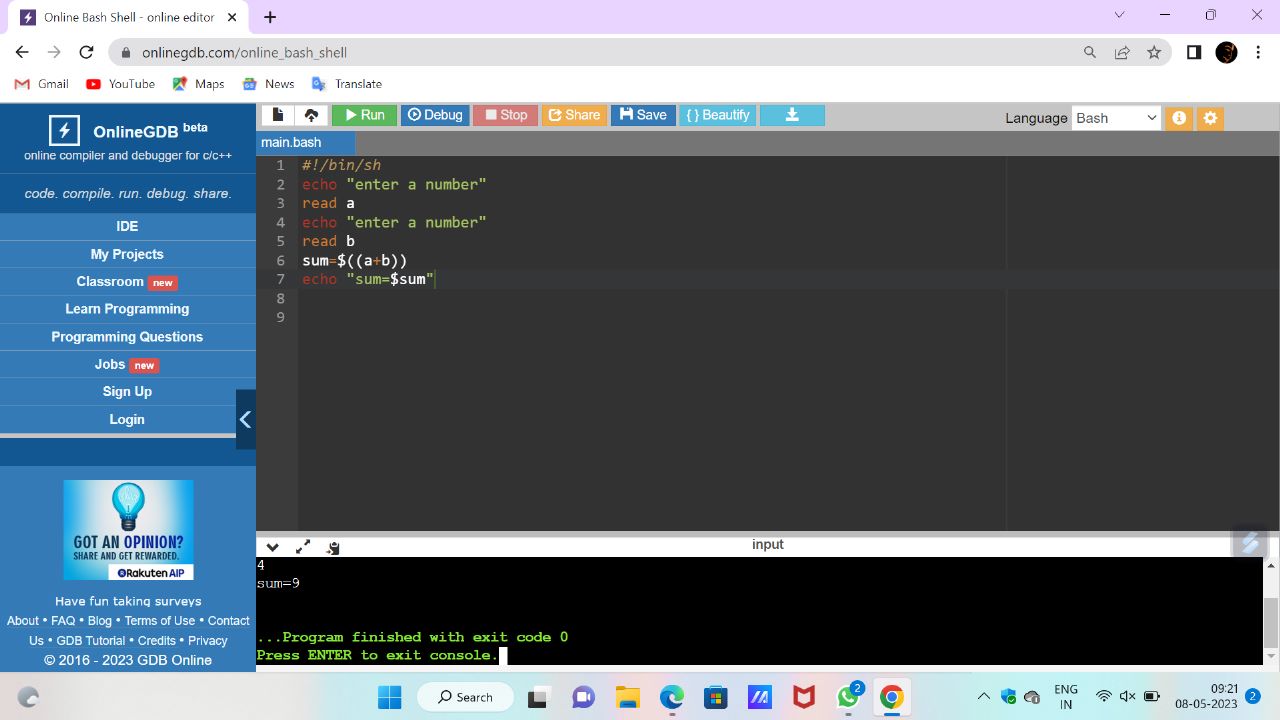 Online Bash Shell - online editor
onlinegdb.com/online_bash_shell
Gmail YouTube Maps News Translate
OnlineGDB beta
online compiler and debugger for c/c++
code. compile. run. debug. share.
IDE
My Projects
Classroom new
Learn Programming
Programming Questions
Jobs new
Sign Up
Login
GOT AN OPINION?
SHARE AND GET REWARDED.
Rakuten AIP
Have fun taking surveys
About • FAQ • Blog • Terms of Use • Contact
Us • GDB Tutorial • Credits • Privacy
© 2016 - 2023 GDB Online
Run Debug Stop Share Save { } Beautify
Language Bash
main.bash
1 #!/bin/sh
2 echo "enter a number"
3 read a
4 echo "enter a number"
5 read b
6 sum=$((a+b))
7 echo "sum=$sum"
8
9
input
4
sum=9
...Program finished with exit code 0
Press ENTER to exit console.
Search
2
ENG
IN
09:21
08-05-2023
2